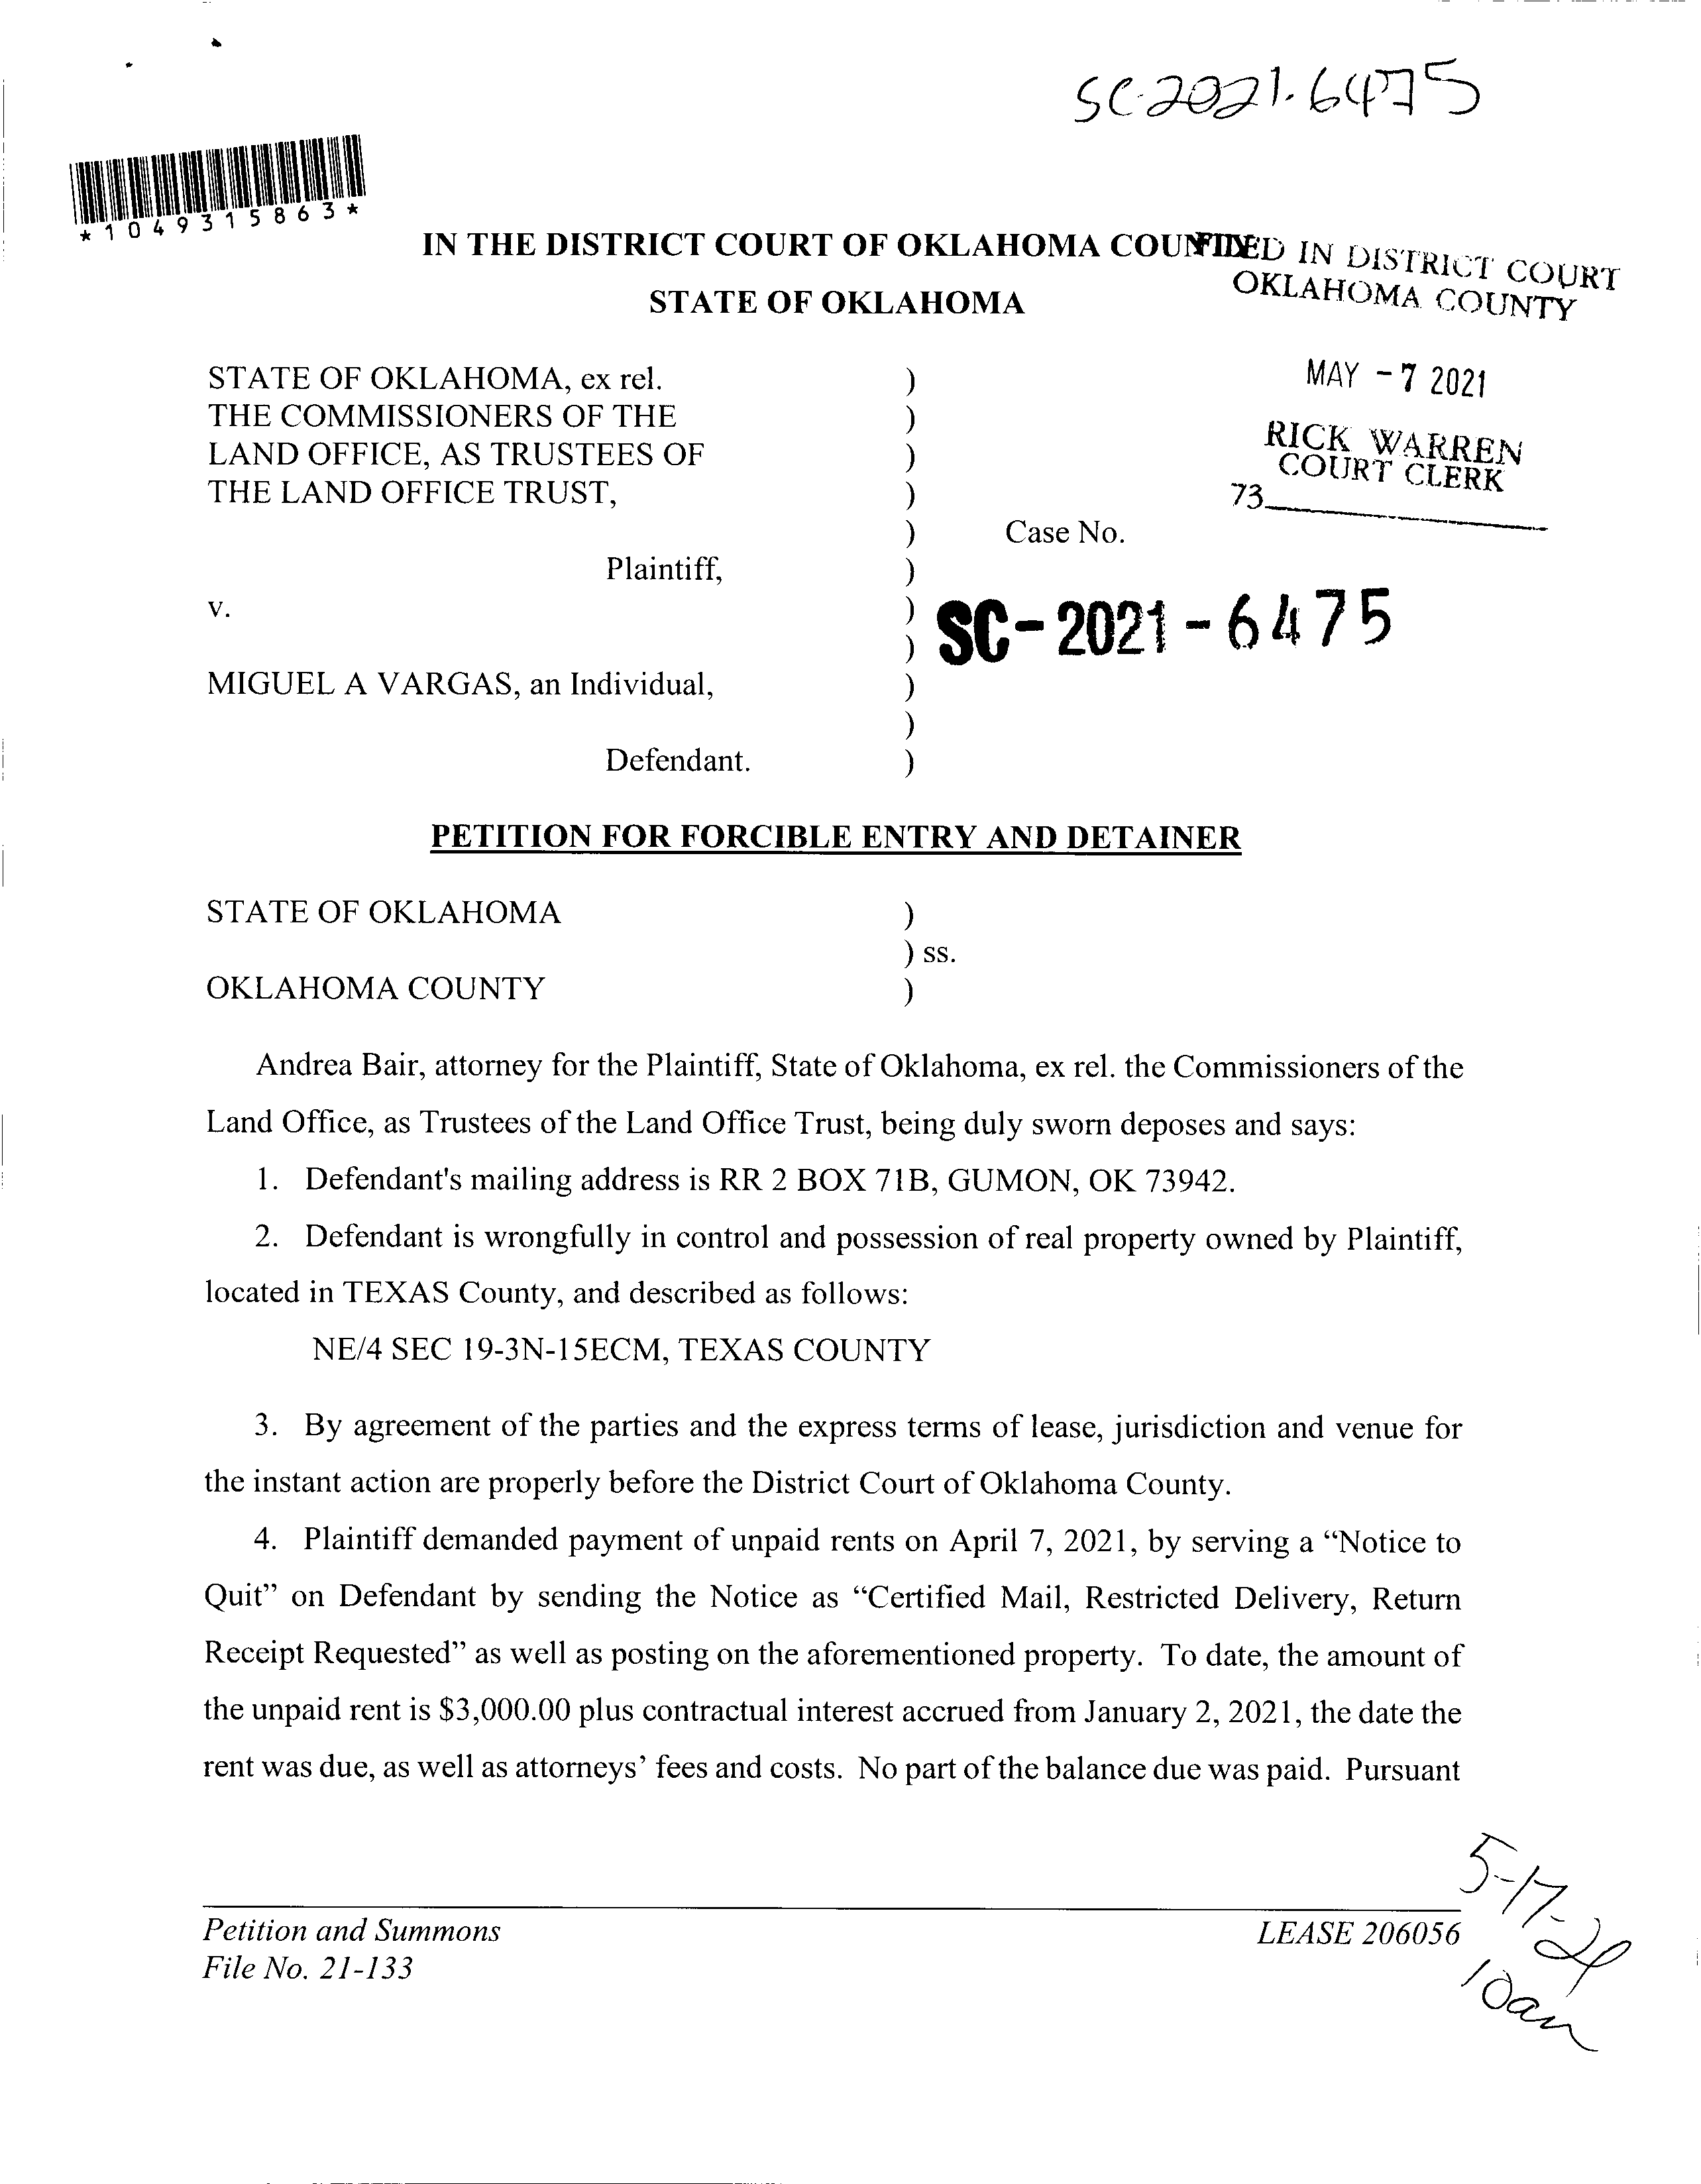 SC-2021-6475
*1049315863*
IN THE DISTRICT COURT OF OKLAHOMA COUNTY
FILED IN DISTRICT COURT
OKLAHOMA COUNTY
STATE OF OKLAHOMA
MAY -7 2021
RICK WARREN
COURT CLERK
73
STATE OF OKLAHOMA, ex rel. )
THE COMMISSIONERS OF THE )
LAND OFFICE, AS TRUSTEES OF )
THE LAND OFFICE TRUST, )
) Case No.
Plaintiff, )
v. ) SC-2021-6475
)
MIGUEL A VARGAS, an Individual, )
)
Defendant. )
PETITION FOR FORCIBLE ENTRY AND DETAINER
STATE OF OKLAHOMA )
) ss.
OKLAHOMA COUNTY )
Andrea Bair, attorney for the Plaintiff, State of Oklahoma, ex rel. the Commissioners of the
Land Office, as Trustees of the Land Office Trust, being duly sworn deposes and says:
1. Defendant's mailing address is RR 2 BOX 71B, GUMON, OK 73942.
2. Defendant is wrongfully in control and possession of real property owned by Plaintiff,
located in TEXAS County, and described as follows:
NE/4 SEC 19-3N-15ECM, TEXAS COUNTY
3. By agreement of the parties and the express terms of lease, jurisdiction and venue for
the instant action are properly before the District Court of Oklahoma County.
4. Plaintiff demanded payment of unpaid rents on April 7, 2021, by serving a “Notice to
Quit” on Defendant by sending the Notice as “Certified Mail, Restricted Delivery, Return
Receipt Requested” as well as posting on the aforementioned property. To date, the amount of
the unpaid rent is $3,000.00 plus contractual interest accrued from January 2, 2021, the date the
rent was due, as well as attorneys’ fees and costs. No part of the balance due was paid. Pursuant
5-17-21
10am
Petition and Summons LEASE 206056
File No. 21-133